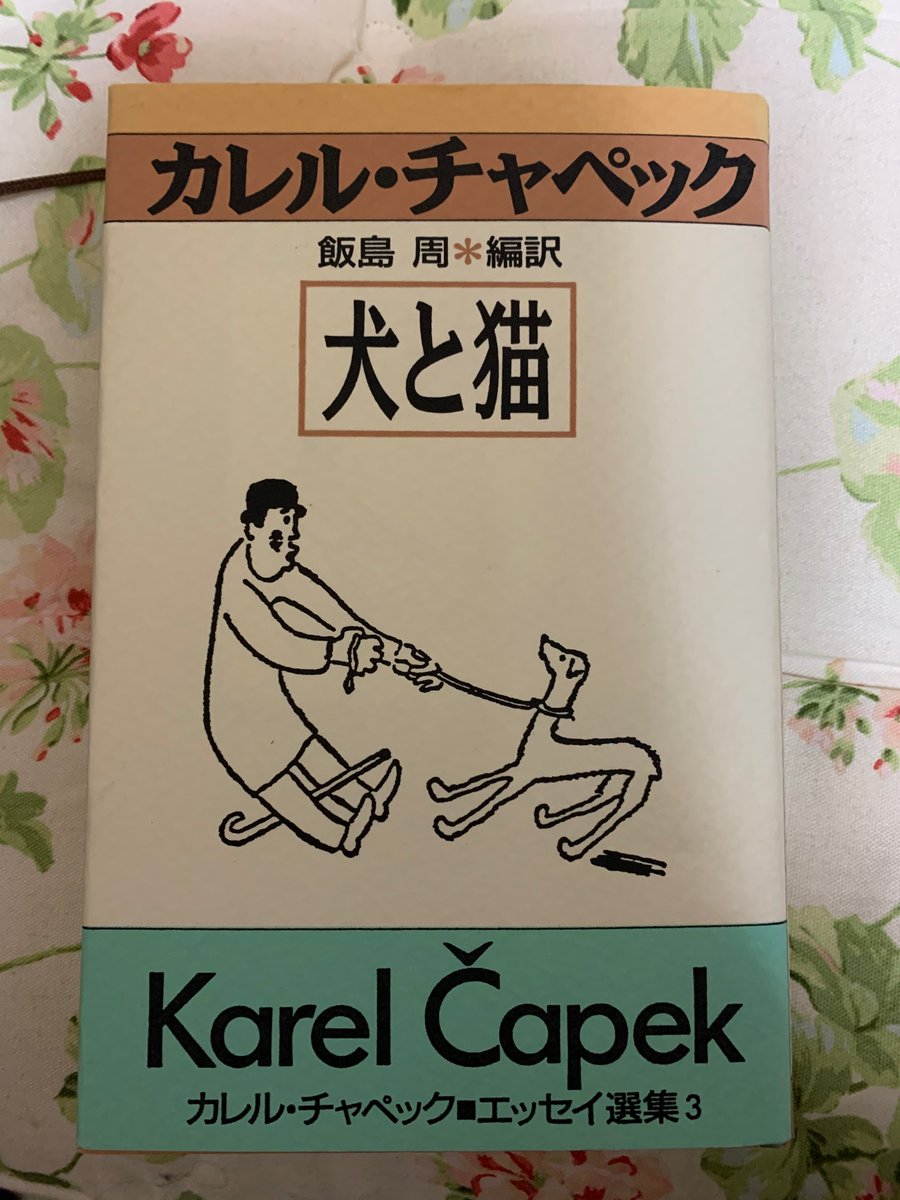 カレル・チャペック
飯島 周＊編訳
犬と猫
Karel Čapek
カレル・チャペック■エッセイ選集3